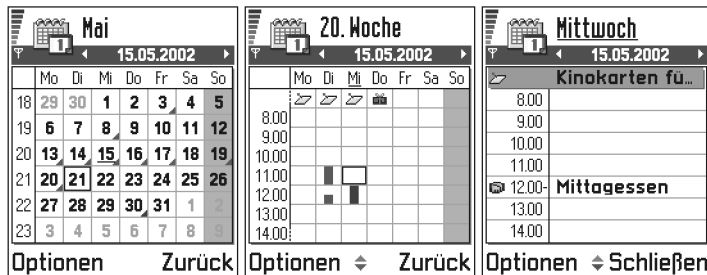 Mai
1.
15.05.2002
Mo Di Mi Do Fr Sa So
18 29 30 1 2 3 4 5
19 6 7 8 9 10 11 12
20 13 14 15 16 17 18 19
21 20 21 22 23 24 25 26
22 27 28 29 30 31 1 2
23 3 4 5 6 7 8 9
Optionen Zurück
20. Woche
1.
15.05.2002
Mo Di Mi Do Fr Sa So
8.00
9.00
10.00
11.00
12.00
13.00
14.00
Optionen Zurück
Mittwoch
1.
15.05.2002
Kinokarten fü...
8.00
9.00
10.00
11.00
12.00- Mittagessen
13.00
14.00
Optionen Schließen